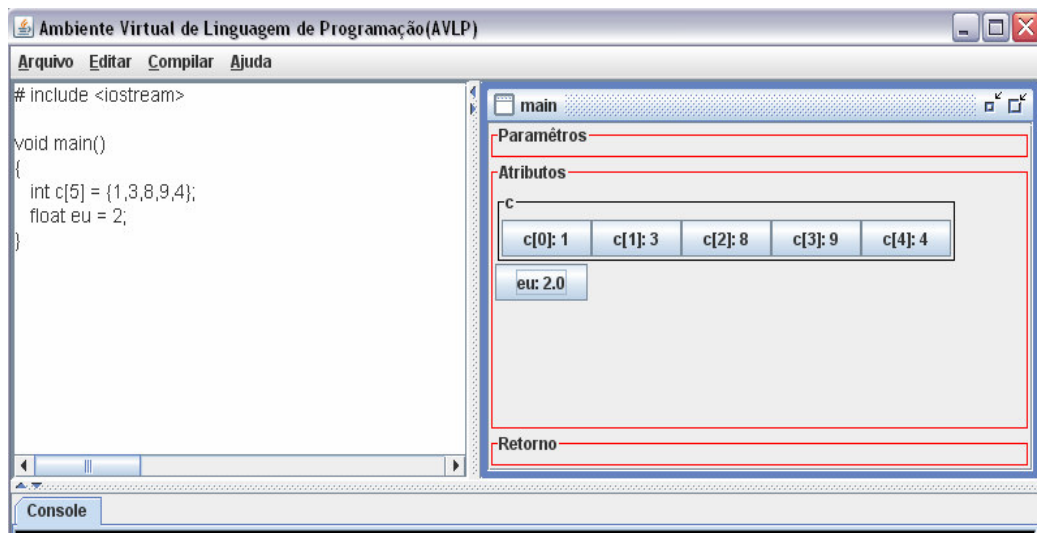 Ambiente Virtual de Linguagem de Programação(AVLP)
Arquivo Editar Compilar Ajuda
# include <iostream>
void main()
{
int c[5] = {1,3,8,9,4};
float eu = 2;
}
main
Paramêtros
Atributos
c
c[0]: 1 c[1]: 3 c[2]: 8 c[3]: 9 c[4]: 4
eu: 2.0
Retorno
Console